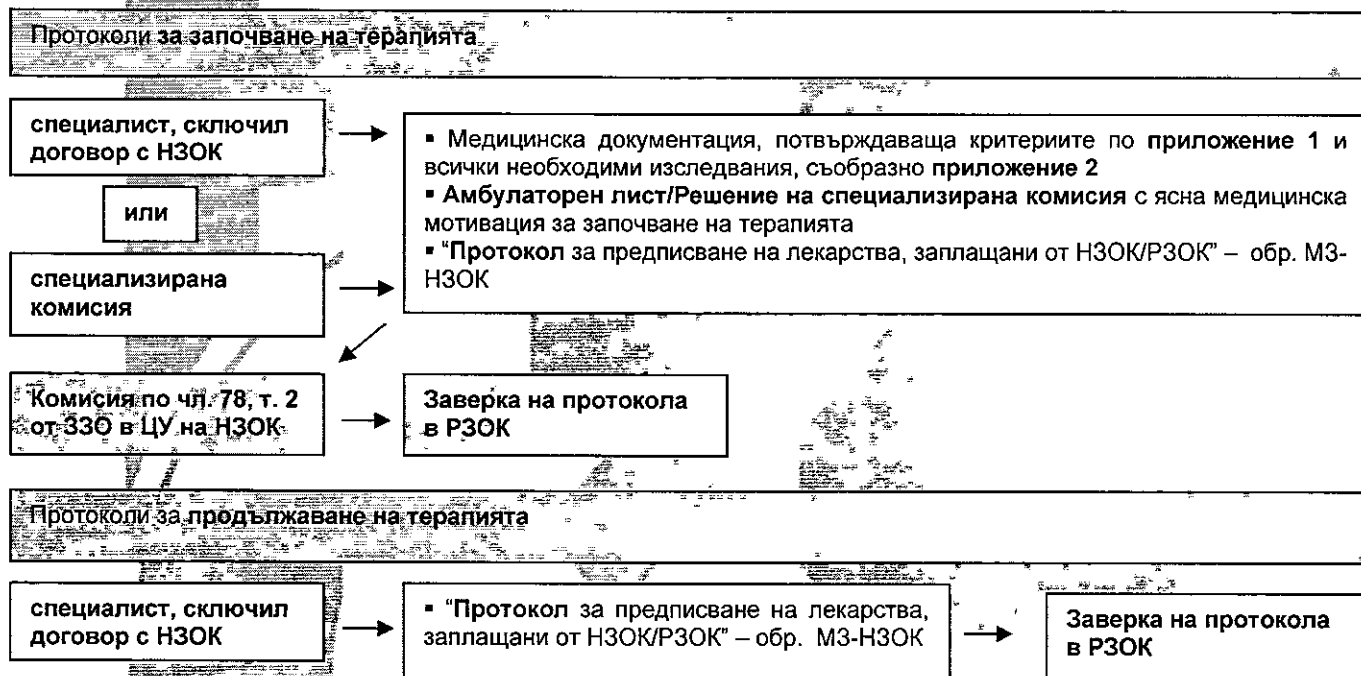 Протоколи за започване на терапията
специалист, сключил
договор с НЗОК
или
специализирана
комисия
▪ Медицинска документация, потвърждаваща критериите по приложение 1 и
всички необходими изследвания, съобразно приложение 2
▪ Амбулаторен лист/Решение на специализирана комисия с ясна медицинска
мотивация за започване на терапията
▪ "Протокол за предписване на лекарства, заплащани от НЗОК/РЗОК" – обр. МЗ-
НЗОК
Комисия по чл. 78, т. 2
от ЗЗО в ЦУ на НЗОК
Заверка на протокола
в РЗОК
Протоколи за продължаване на терапията
специалист, сключил
договор с НЗОК
▪ "Протокол за предписване на лекарства,
заплащани от НЗОК/РЗОК" – обр. МЗ-НЗОК
Заверка на протокола
в РЗОК